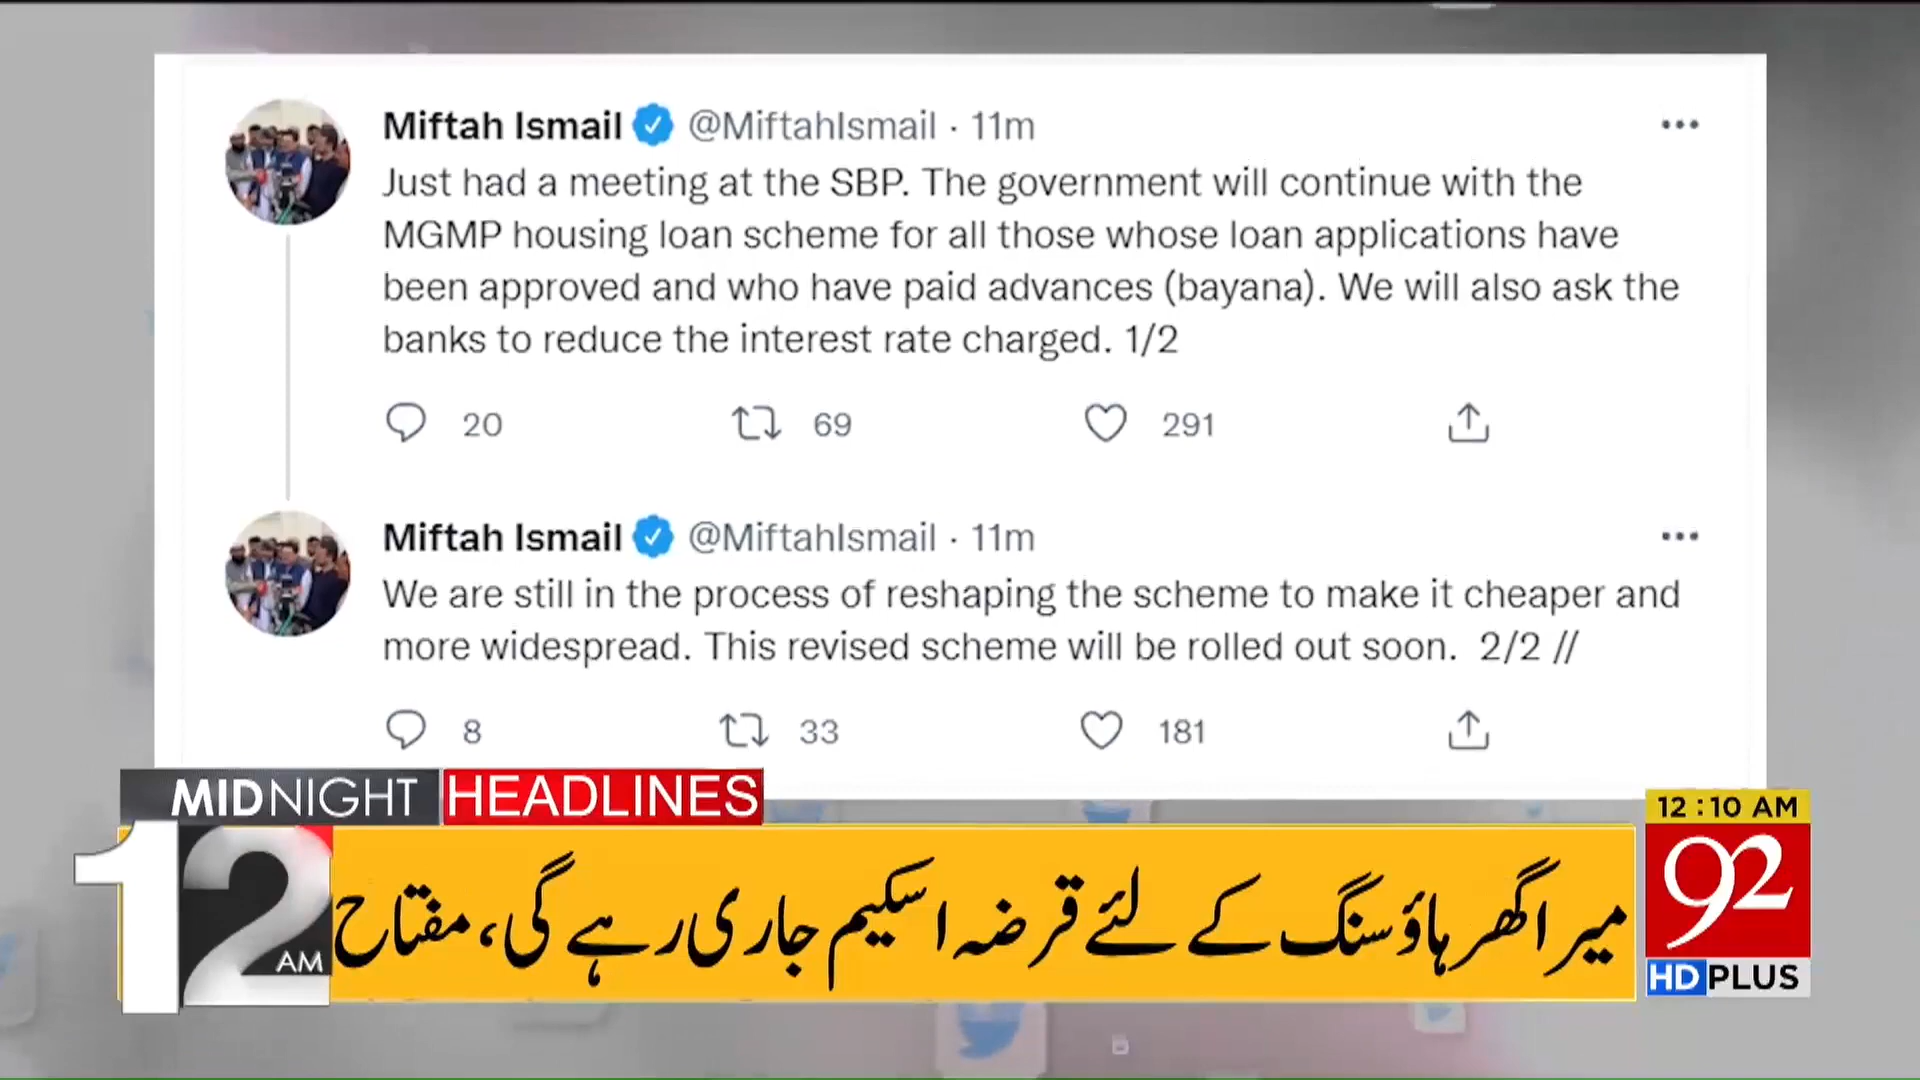 Miftah Ismail @MiftahIsmail · 11m
Just had a meeting at the SBP. The government will continue with the
MGMP housing loan scheme for all those whose loan applications have
been approved and who have paid advances (bayana). We will also ask the
banks to reduce the interest rate charged. 1/2
20 69 291
Miftah Ismail @MiftahIsmail · 11m
We are still in the process of reshaping the scheme to make it cheaper and
more widespread. This revised scheme will be rolled out soon.  2/2 //
8 33 181
MIDNIGHT HEADLINES
12 AM
میرا گھر ہاؤسنگ کے لئے قرضہ اسکیم جاری رہے گی، مفتاح
12:10 AM
92
HD PLUS